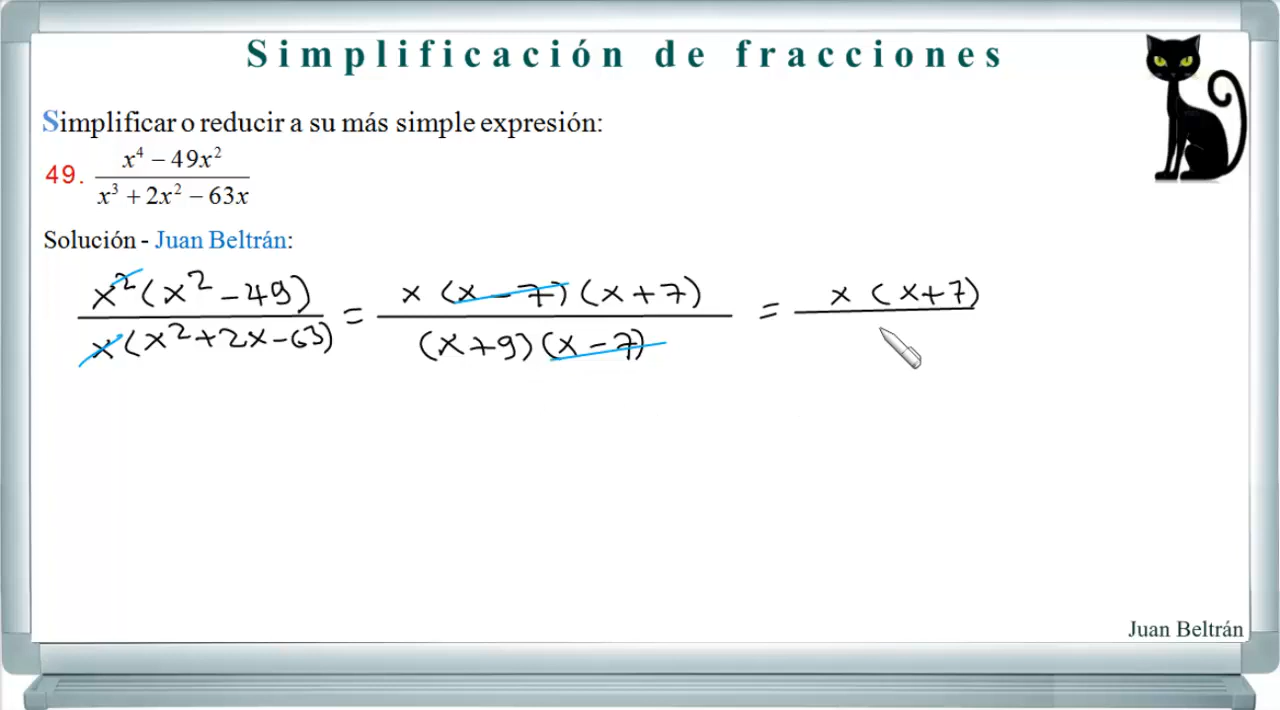 Simplificación de fracciones
Simplificar o reducir a su más simple expresión:
49. x⁴ − 49x² / x³ + 2x² − 63x
Solución - Juan Beltrán:
x²(x² − 49) / x(x² + 2x − 63) = x(x − 7)(x + 7) / (x + 9)(x − 7) = x(x + 7) /
Juan Beltrán